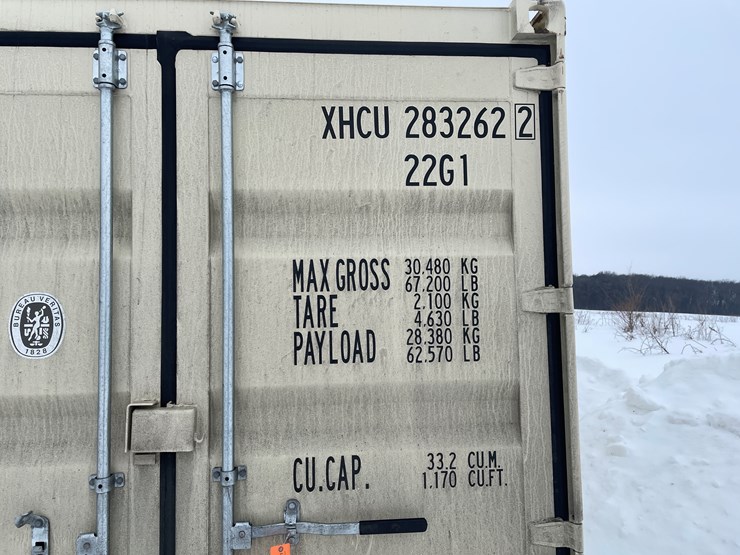 XHCU 283262 2
22G1
MAX GROSS 30.480 KG
67.200 LB
TARE 2.100 KG
4.630 LB
PAYLOAD 28.380 KG
62.570 LB
CU.CAP. 33.2 CU.M.
1.170 CU.FT.
BUREAU VERITAS
1828